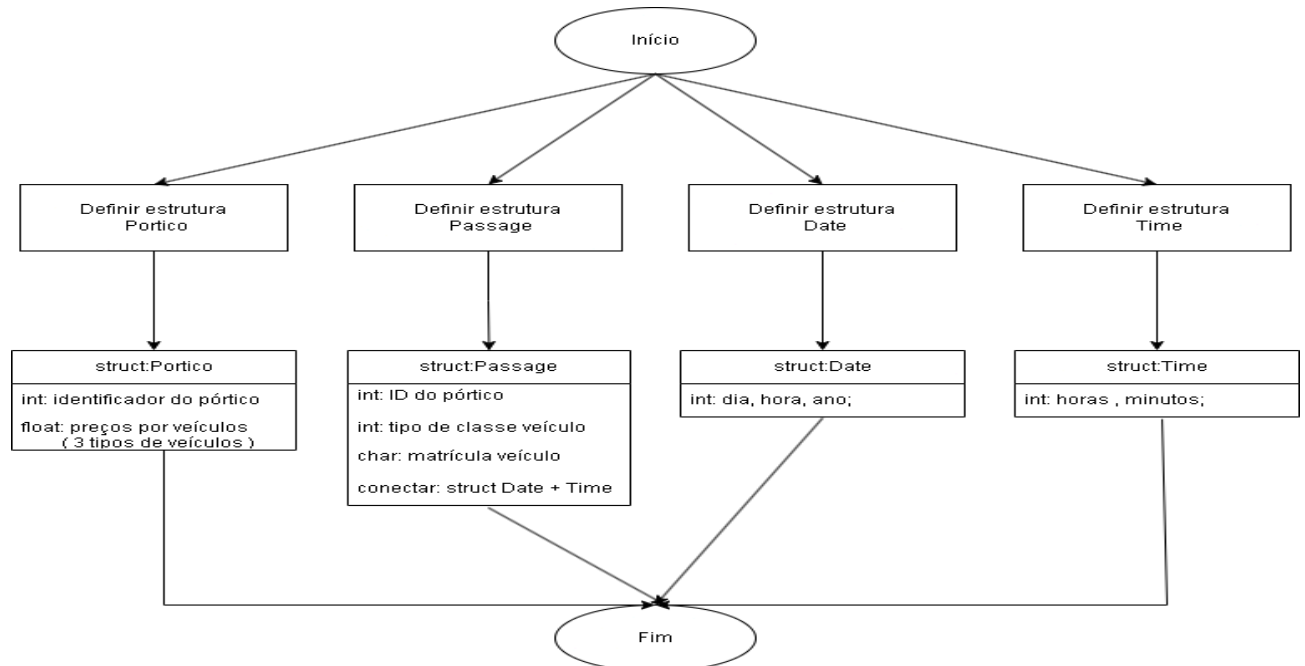 Início
Definir estrutura
Portico
Definir estrutura
Passage
Definir estrutura
Date
Definir estrutura
Time
struct:Portico
int: identificador do pórtico
float: preços por veículos
( 3 tipos de veículos )
struct:Passage
int: ID do pórtico
int: tipo de classe veículo
char: matrícula veículo
conectar: struct Date + Time
struct:Date
int: dia, hora, ano;
struct:Time
int: horas , minutos;
Fim